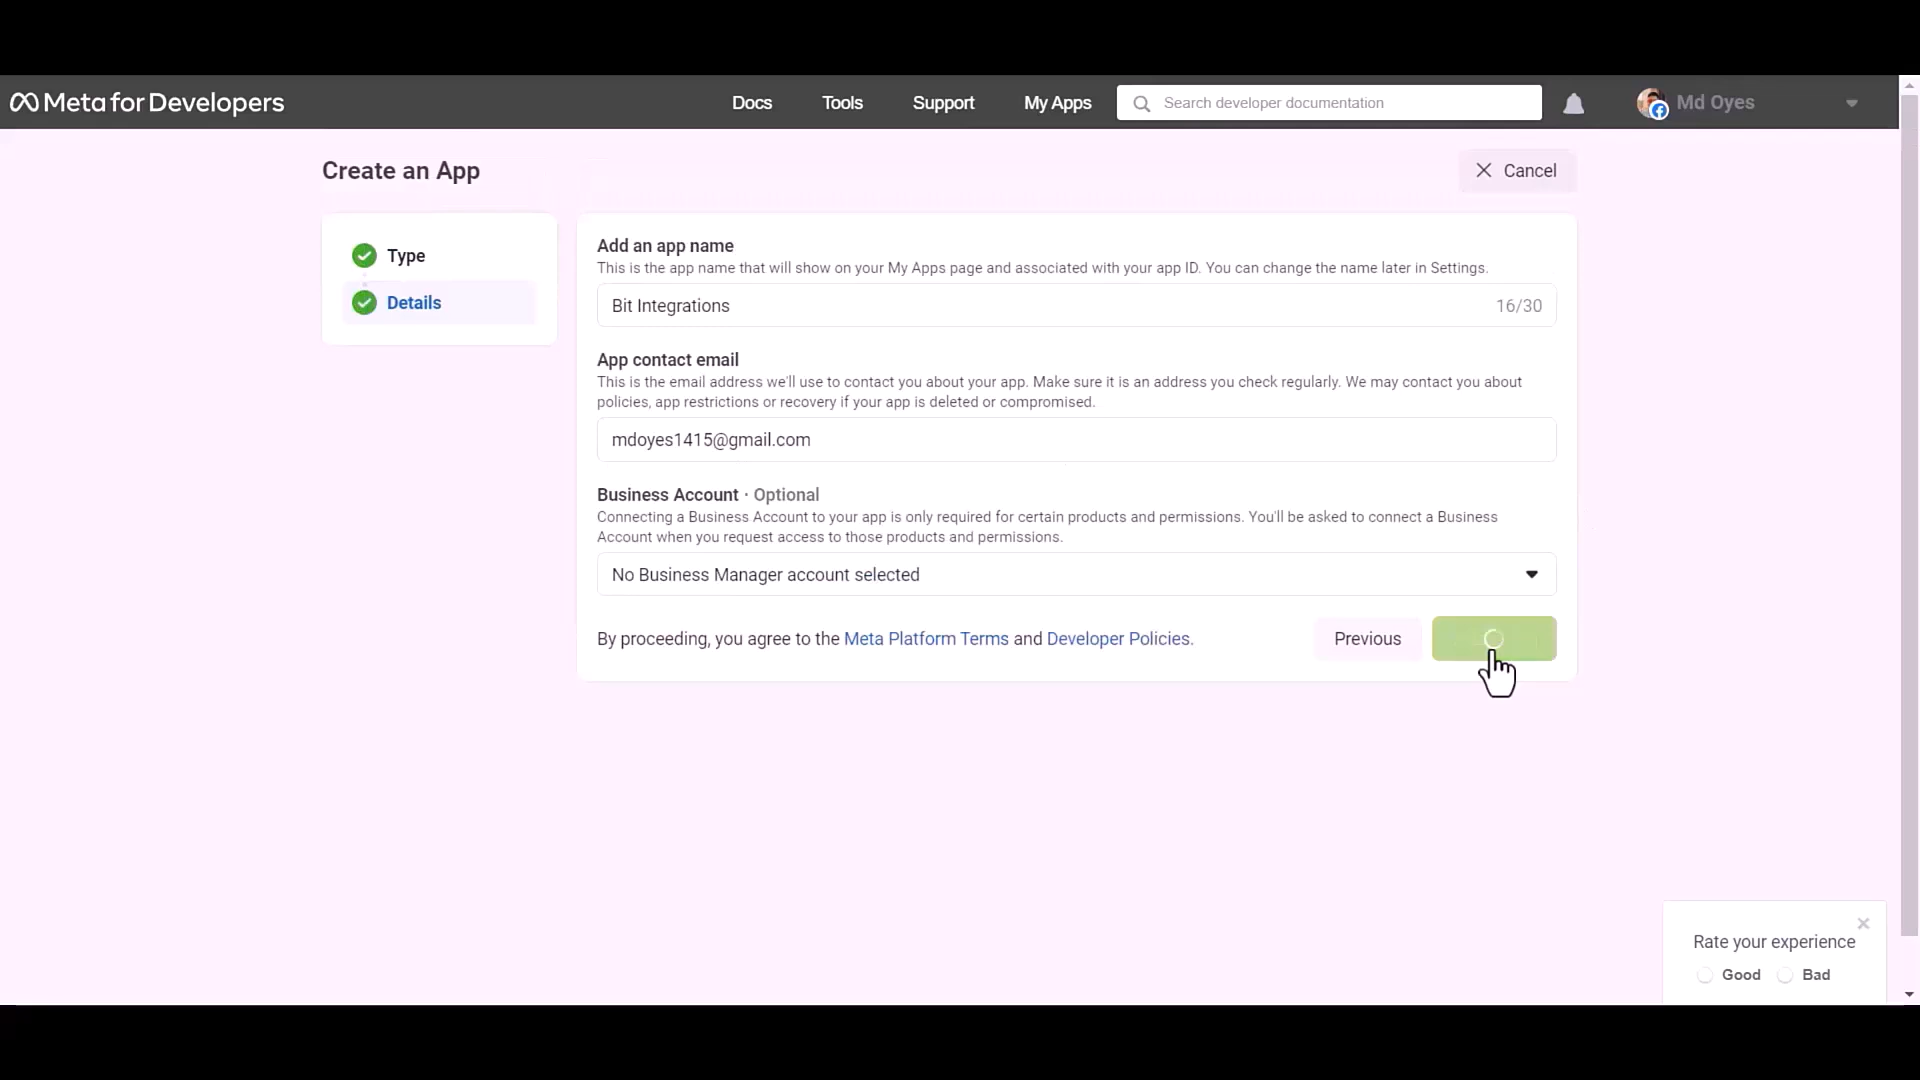 Meta for Developers
Docs
Tools
Support
My Apps
Search developer documentation
Md Oyes
Create an App
Cancel
Type
Details
Add an app name
This is the app name that will show on your My Apps page and associated with your app ID. You can change the name later in Settings.
Bit Integrations
16/30
App contact email
This is the email address we'll use to contact you about your app. Make sure it is an address you check regularly. We may contact you about
policies, app restrictions or recovery if your app is deleted or compromised.
mdoyes1415@gmail.com
Business Account · Optional
Connecting a Business Account to your app is only required for certain products and permissions. You'll be asked to connect a Business
Account when you request access to those products and permissions.
No Business Manager account selected
By proceeding, you agree to the Meta Platform Terms and Developer Policies.
Previous
Rate your experience
Good
Bad